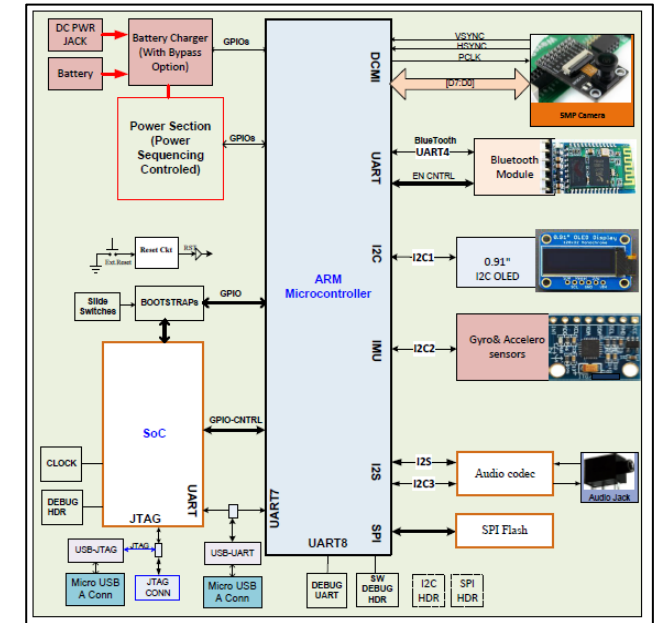 DC PWR
JACK
Battery
Battery Charger
(With Bypass
Option)
GPIOs
Power Section
(Power
Sequencing
Controled)
GPIOs
Ext.Reset
Reset Ckt
RST
Slide
Switches
BOOTSTRAPs
GPIO
SoC
GPIO-CNTRL
CLOCK
DEBUG
HDR
UART
JTAG
USB-JTAG
JTAG
Micro USB
A Conn
JTAG
CONN
USB-UART
Micro USB
A Conn
ARM
Microcontroller
DCMI
UART
I2C
IMU
I2S
SPI
UART7
UART8
VSYNC
HSYNC
PCLK
[D7:D0]
SMP Camera
BlueTooth
UART4
EN CNTRL
Bluetooth
Module
I2C1
0.91"
I2C OLED
0.91" OLED Display
I2C2
Gyro& Accelero
sensors
I2S
I2C3
Audio codec
Audio Jack
SPI Flash
DEBUG
UART
SW
DEBUG
HDR
I2C
HDR
SPI
HDR